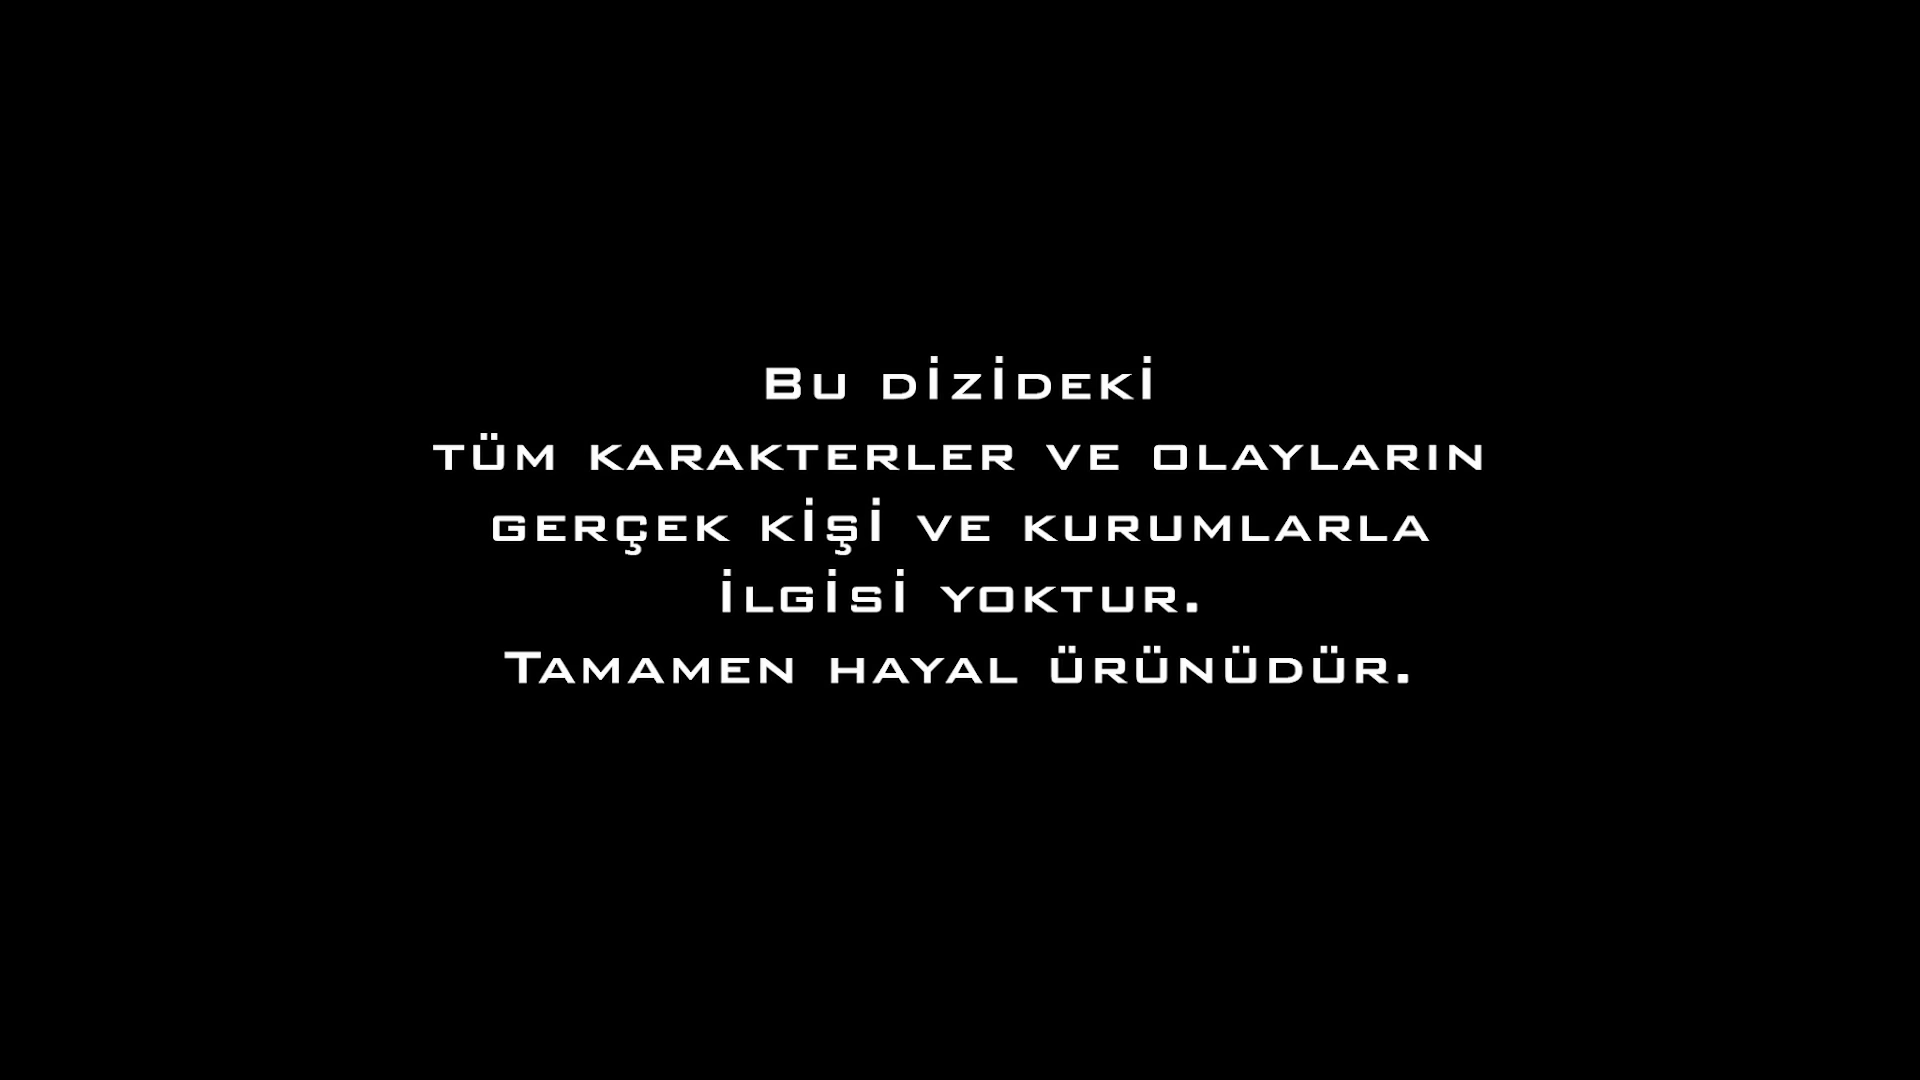 Bu dizideki
tüm karakterler ve olayların
gerçek kişi ve kurumlarla
ilgisi yoktur.
Tamamen hayal ürünüdür.